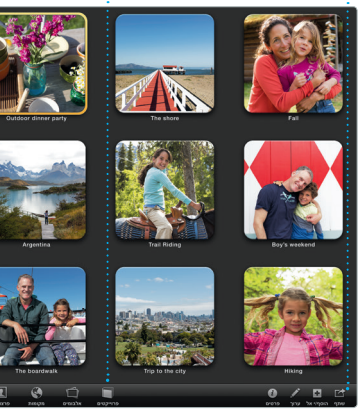 Outdoor dinner party
The shore
Fall
Argentina
Trail Riding
Boy's weekend
The boardwalk
Trip to the city
Hiking
שתף
הוסף/י אל
ערוך
פרטים
פרוייקטים
אלבומים
מקומות